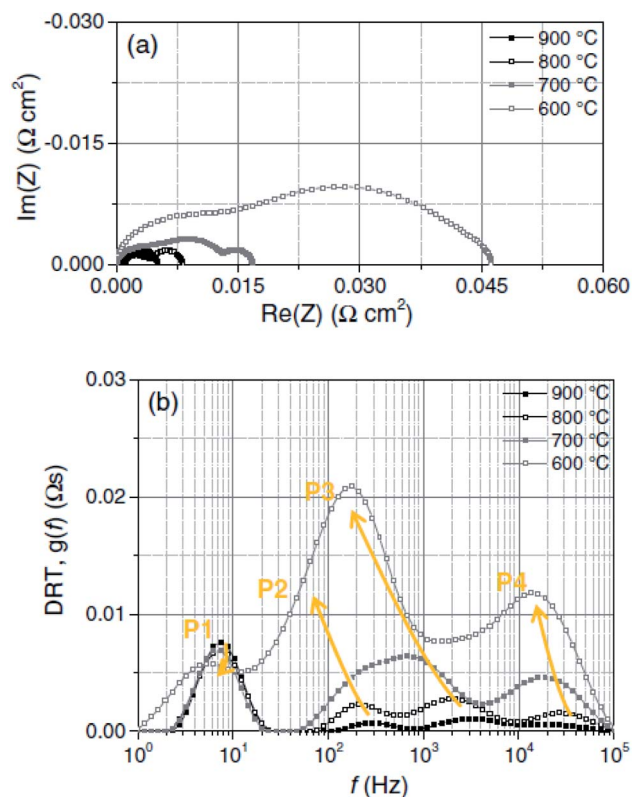 (a)
900 °C
800 °C
700 °C
600 °C
-0.030
-0.015
0.000
Im(Z) (Ω cm²)
0.000 0.015 0.030 0.045 0.060
Re(Z) (Ω cm²)
(b)
900 °C
800 °C
700 °C
600 °C
0.03
0.02
0.01
0.00
DRT, g(f) (Ωs)
P1
P2
P3
P4
10⁰ 10¹ 10² 10³ 10⁴ 10⁵
f (Hz)